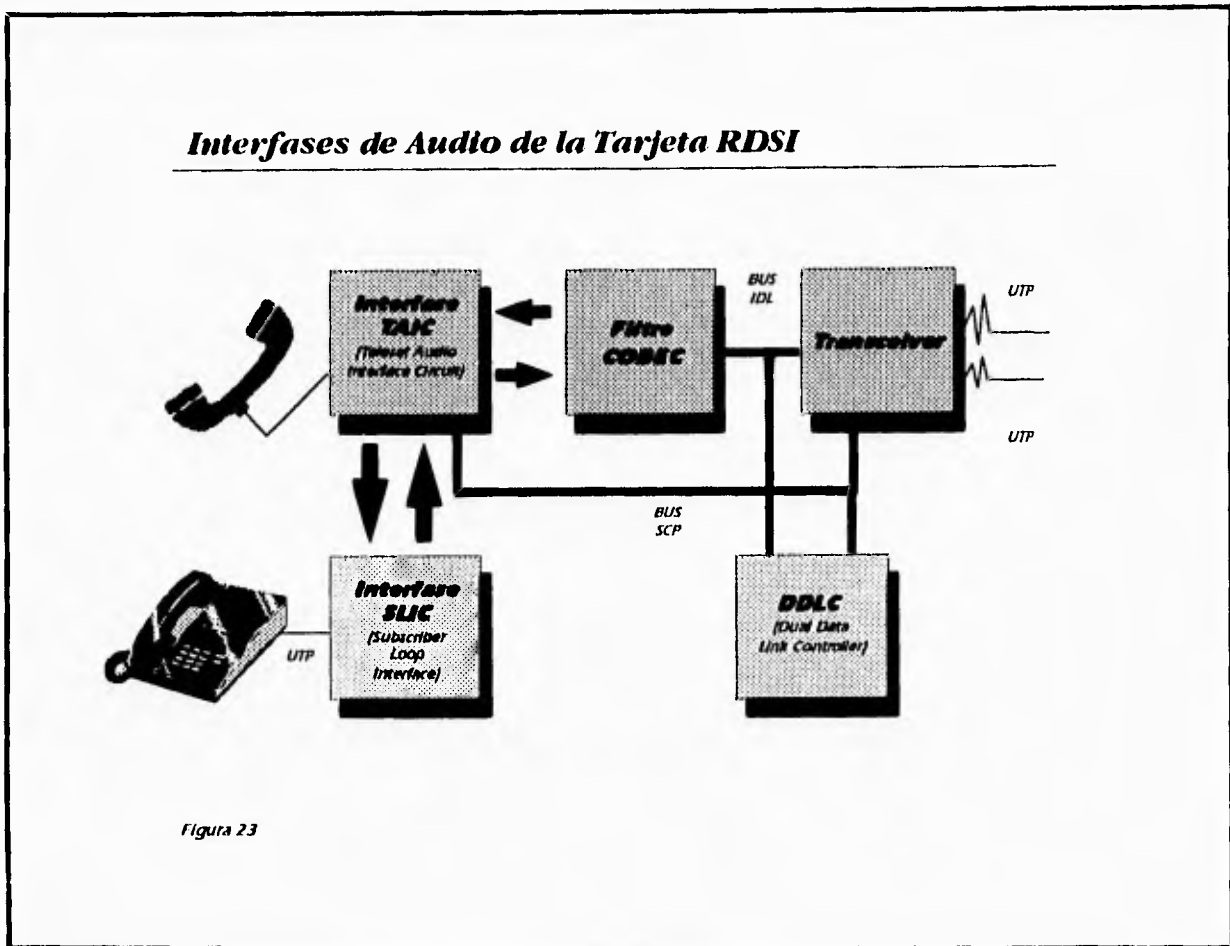 Interfases de Audio de la Tarjeta RDSI
Interfase
TAIC
(Teleset Audio
Interface Circuit)
Filtro
CODEC
BUS
IDL
Transceiver
UTP
UTP
BUS
SCP
Interfase
SLIC
(Subscriber
Loop
Interface)
UTP
DDLC
(Dual Data
Link Controller)
Figura 23